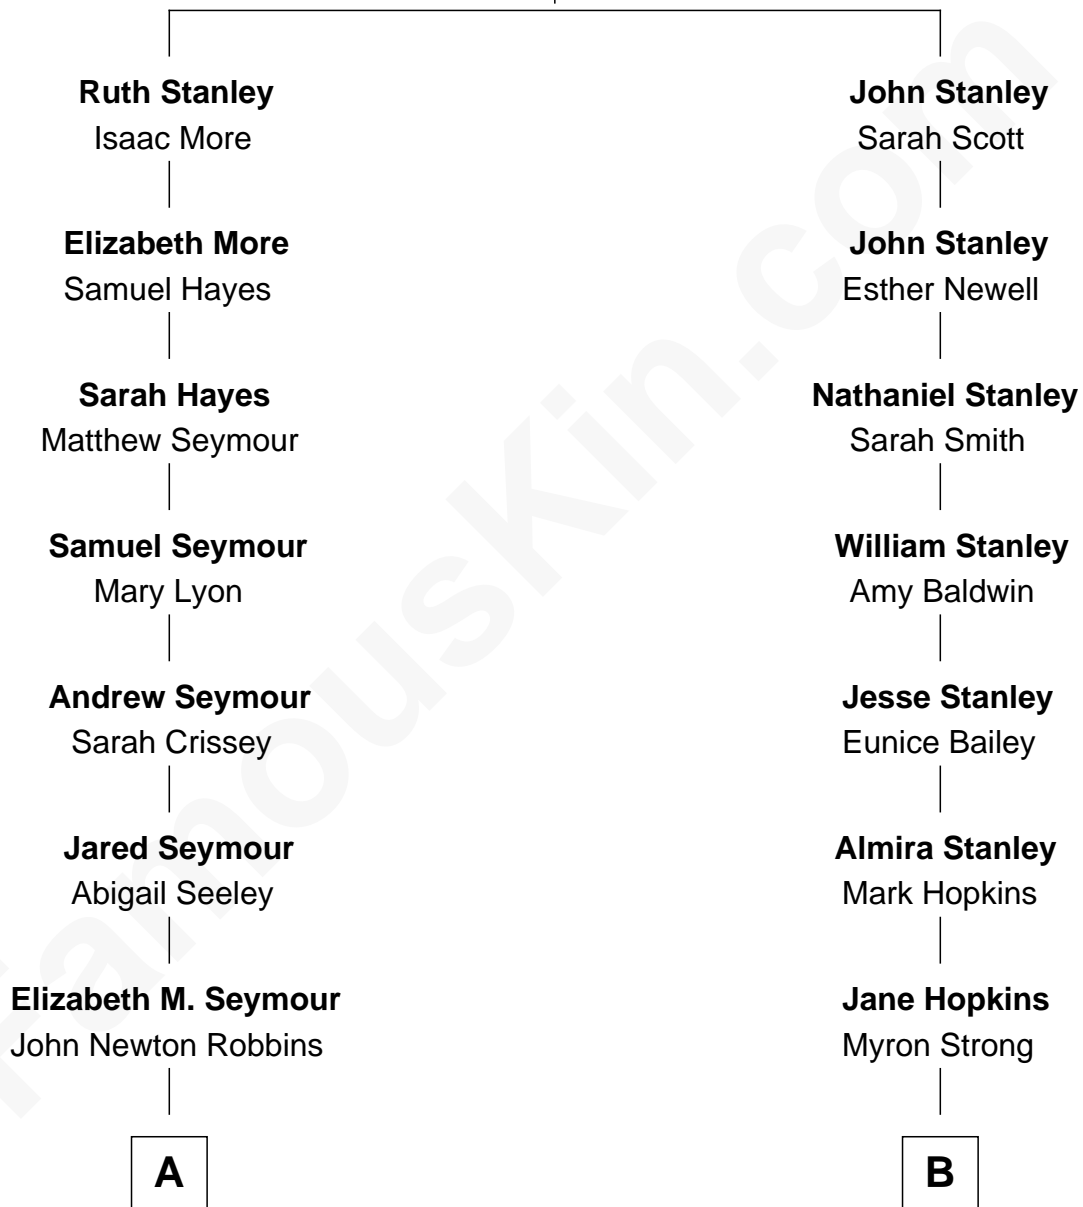 Ruth Stanley
Isaac More
Elizabeth More
Samuel Hayes
Sarah Hayes
Matthew Seymour
Samuel Seymour
Mary Lyon
Andrew Seymour
Sarah Crissey
Jared Seymour
Abigail Seeley
Elizabeth M. Seymour
John Newton Robbins
A
John Stanley
Sarah Scott
John Stanley
Esther Newell
Nathaniel Stanley
Sarah Smith
William Stanley
Amy Baldwin
Jesse Stanley
Eunice Bailey
Almira Stanley
Mark Hopkins
Jane Hopkins
Myron Strong
B
FamousKin.com